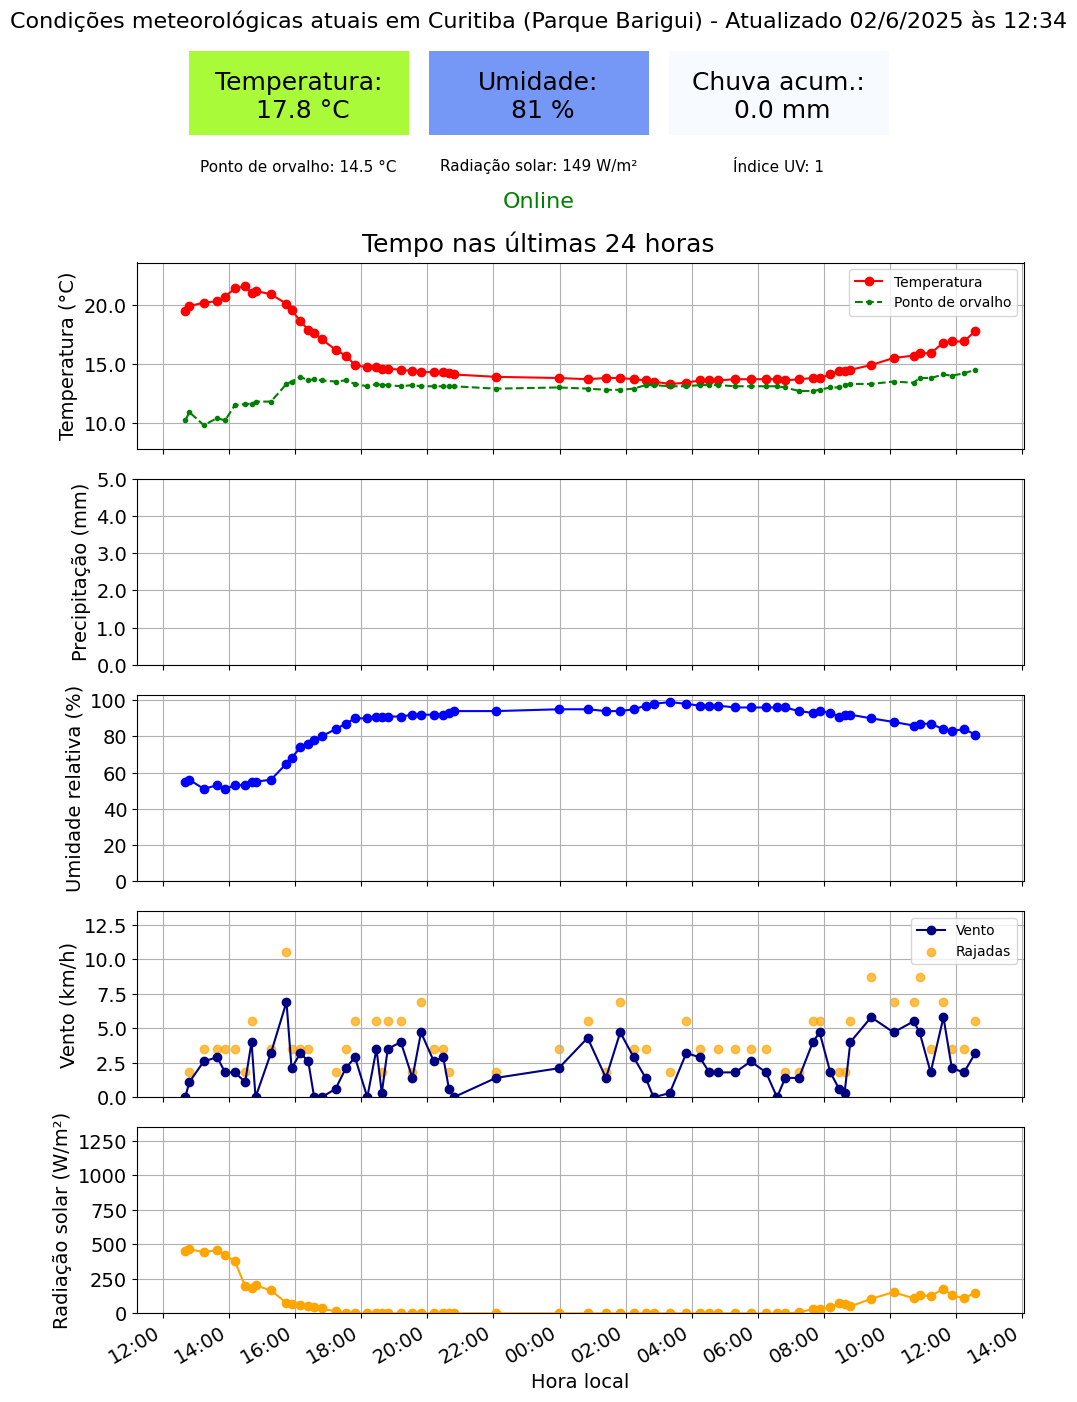 Condições meteorológicas atuais em Curitiba (Parque Barigui) - Atualizado 02/6/2025 às 12:34
Temperatura:
17.8 °C
Umidade:
81 %
Chuva acum.:
0.0 mm
Ponto de orvalho: 14.5 °C
Radiação solar: 149 W/m²
Índice UV: 1
Online
Tempo nas últimas 24 horas
Temperatura (°C)
20.0
15.0
10.0
Temperatura
Ponto de orvalho
Precipitação (mm)
5.0
4.0
3.0
2.0
1.0
0.0
Umidade relativa (%)
100
80
60
40
20
0
Vento (km/h)
12.5
10.0
7.5
5.0
2.5
0.0
Vento
Rajadas
Radiação solar (W/m²)
1250
1000
750
500
250
0
12:00
14:00
16:00
18:00
20:00
22:00
00:00
02:00
04:00
06:00
08:00
10:00
12:00
14:00
Hora local